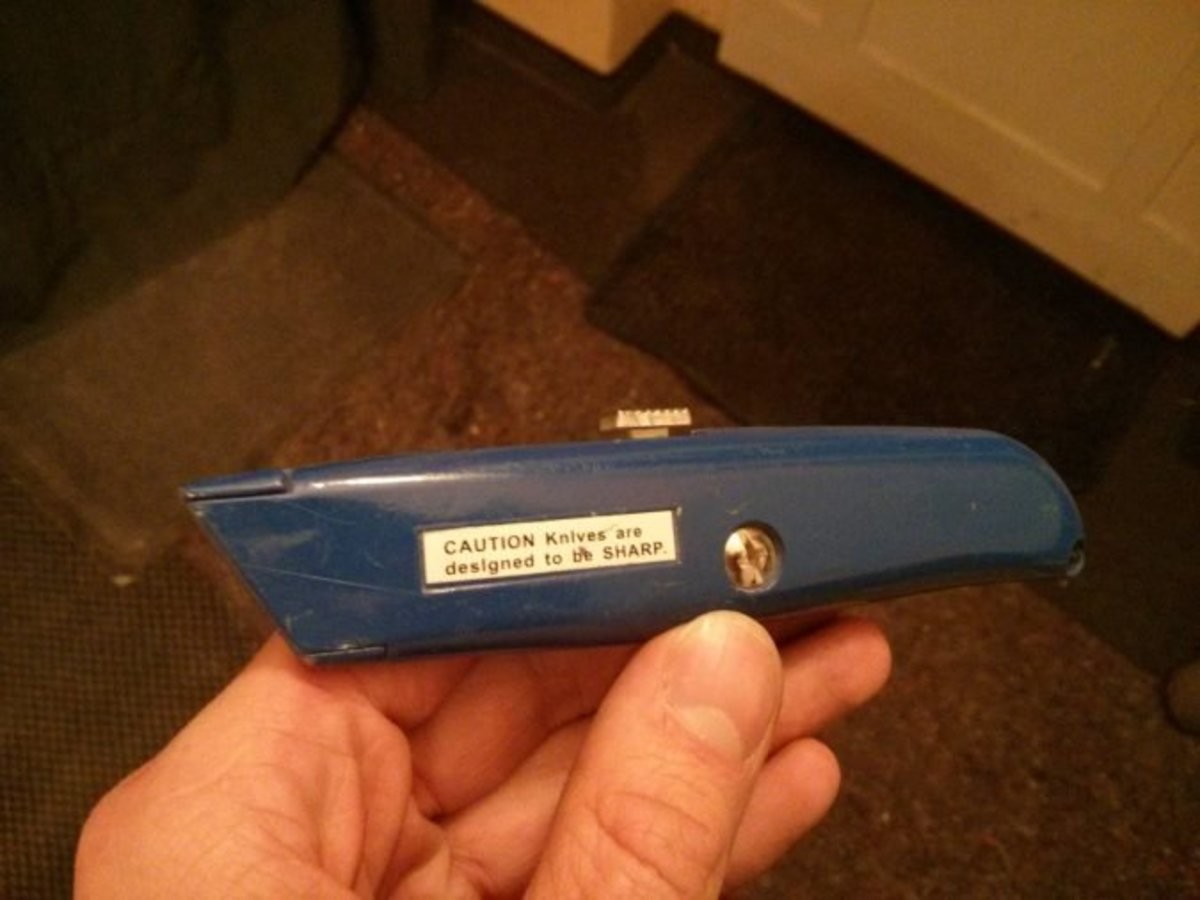 CAUTION Knives are
designed to be SHARP.